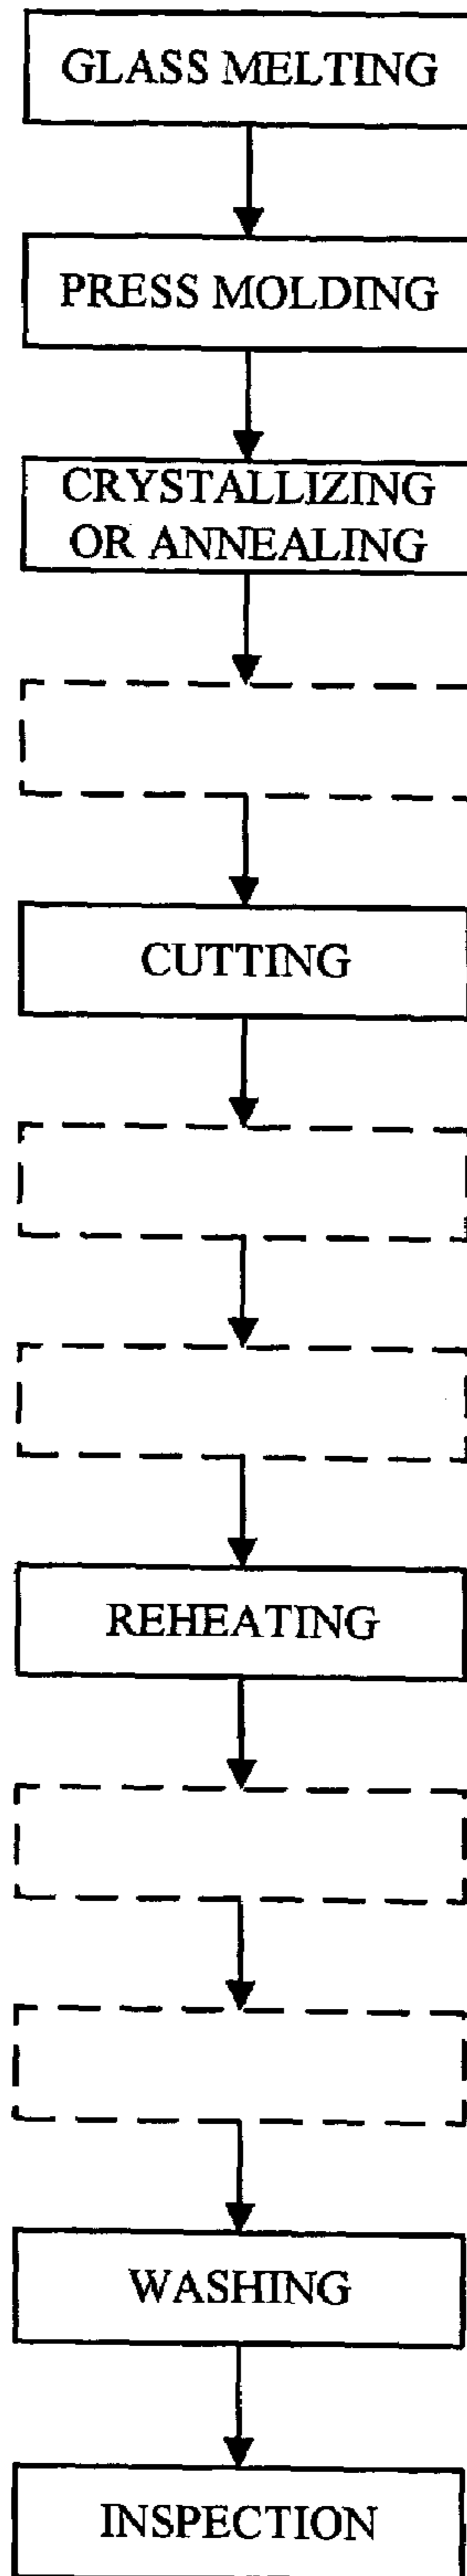 GLASS MELTING
PRESS MOLDING
CRYSTALLIZING
OR ANNEALING
CUTTING
REHEATING
WASHING
INSPECTION